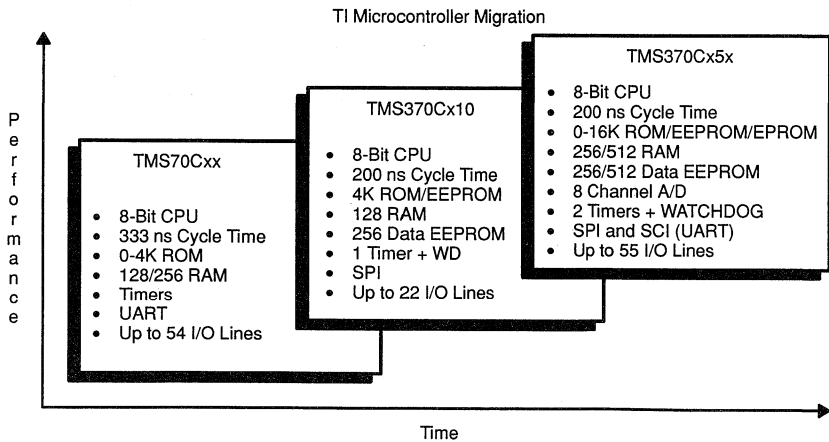 TI Microcontroller Migration
Performance
TMS70Cxx
• 8-Bit CPU
• 333 ns Cycle Time
• 0-4K ROM
• 128/256 RAM
• Timers
• UART
• Up to 54 I/O Lines
TMS370Cx10
• 8-Bit CPU
• 200 ns Cycle Time
• 4K ROM/EEPROM
• 128 RAM
• 256 Data EEPROM
• 1 Timer + WD
• SPI
• Up to 22 I/O Lines
TMS370Cx5x
• 8-Bit CPU
• 200 ns Cycle Time
• 0-16K ROM/EEPROM/EPROM
• 256/512 RAM
• 256/512 Data EEPROM
• 8 Channel A/D
• 2 Timers + WATCHDOG
• SPI and SCI (UART)
• Up to 55 I/O Lines
Time